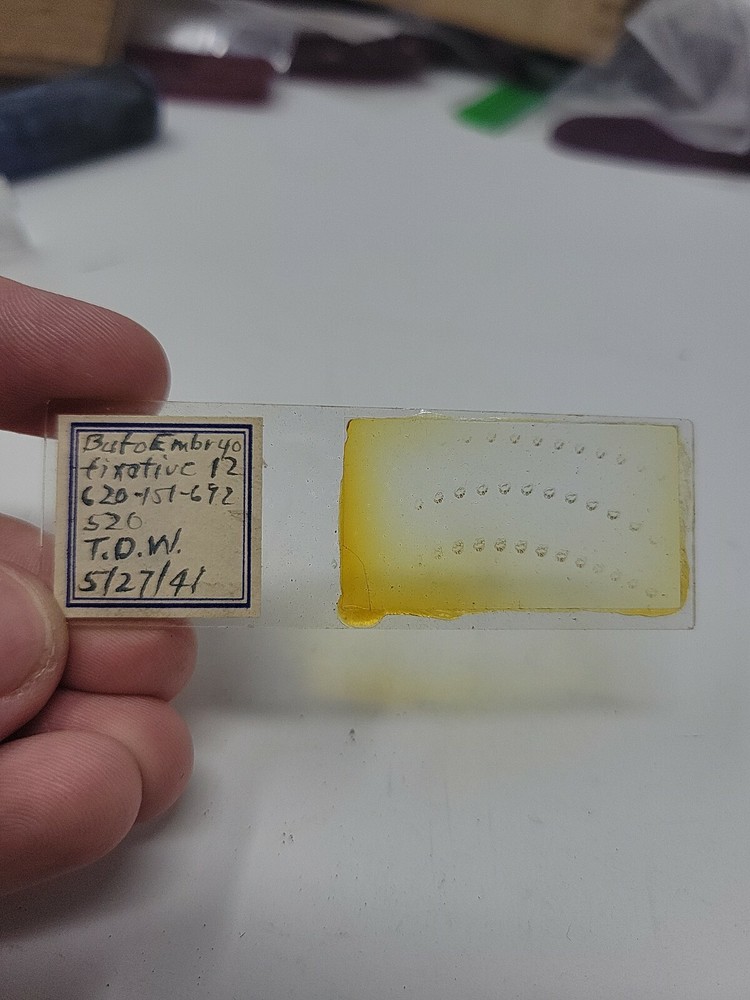 Bufo Embryo
fixative 12
620-151-692
520
T.D.W.
5/27/41